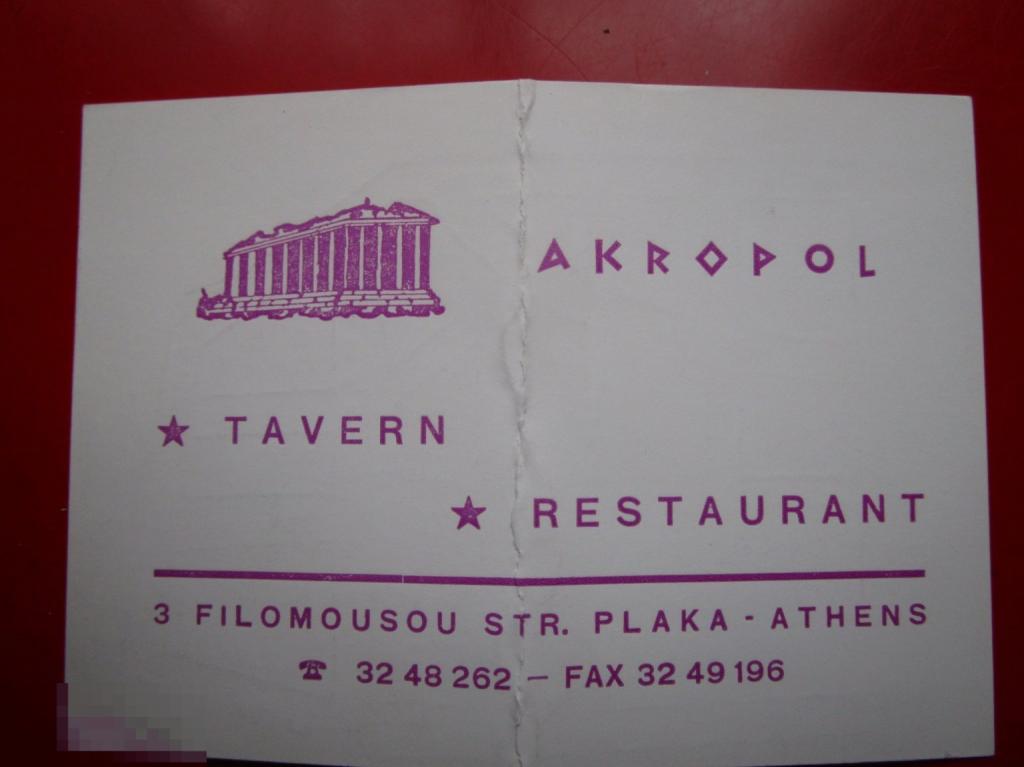 AKROPOL
★ TAVERN
★ RESTAURANT
3 FILOMOUSOU STR. PLAKA - ATHENS
☎ 32 48 262 – FAX 32 49 196